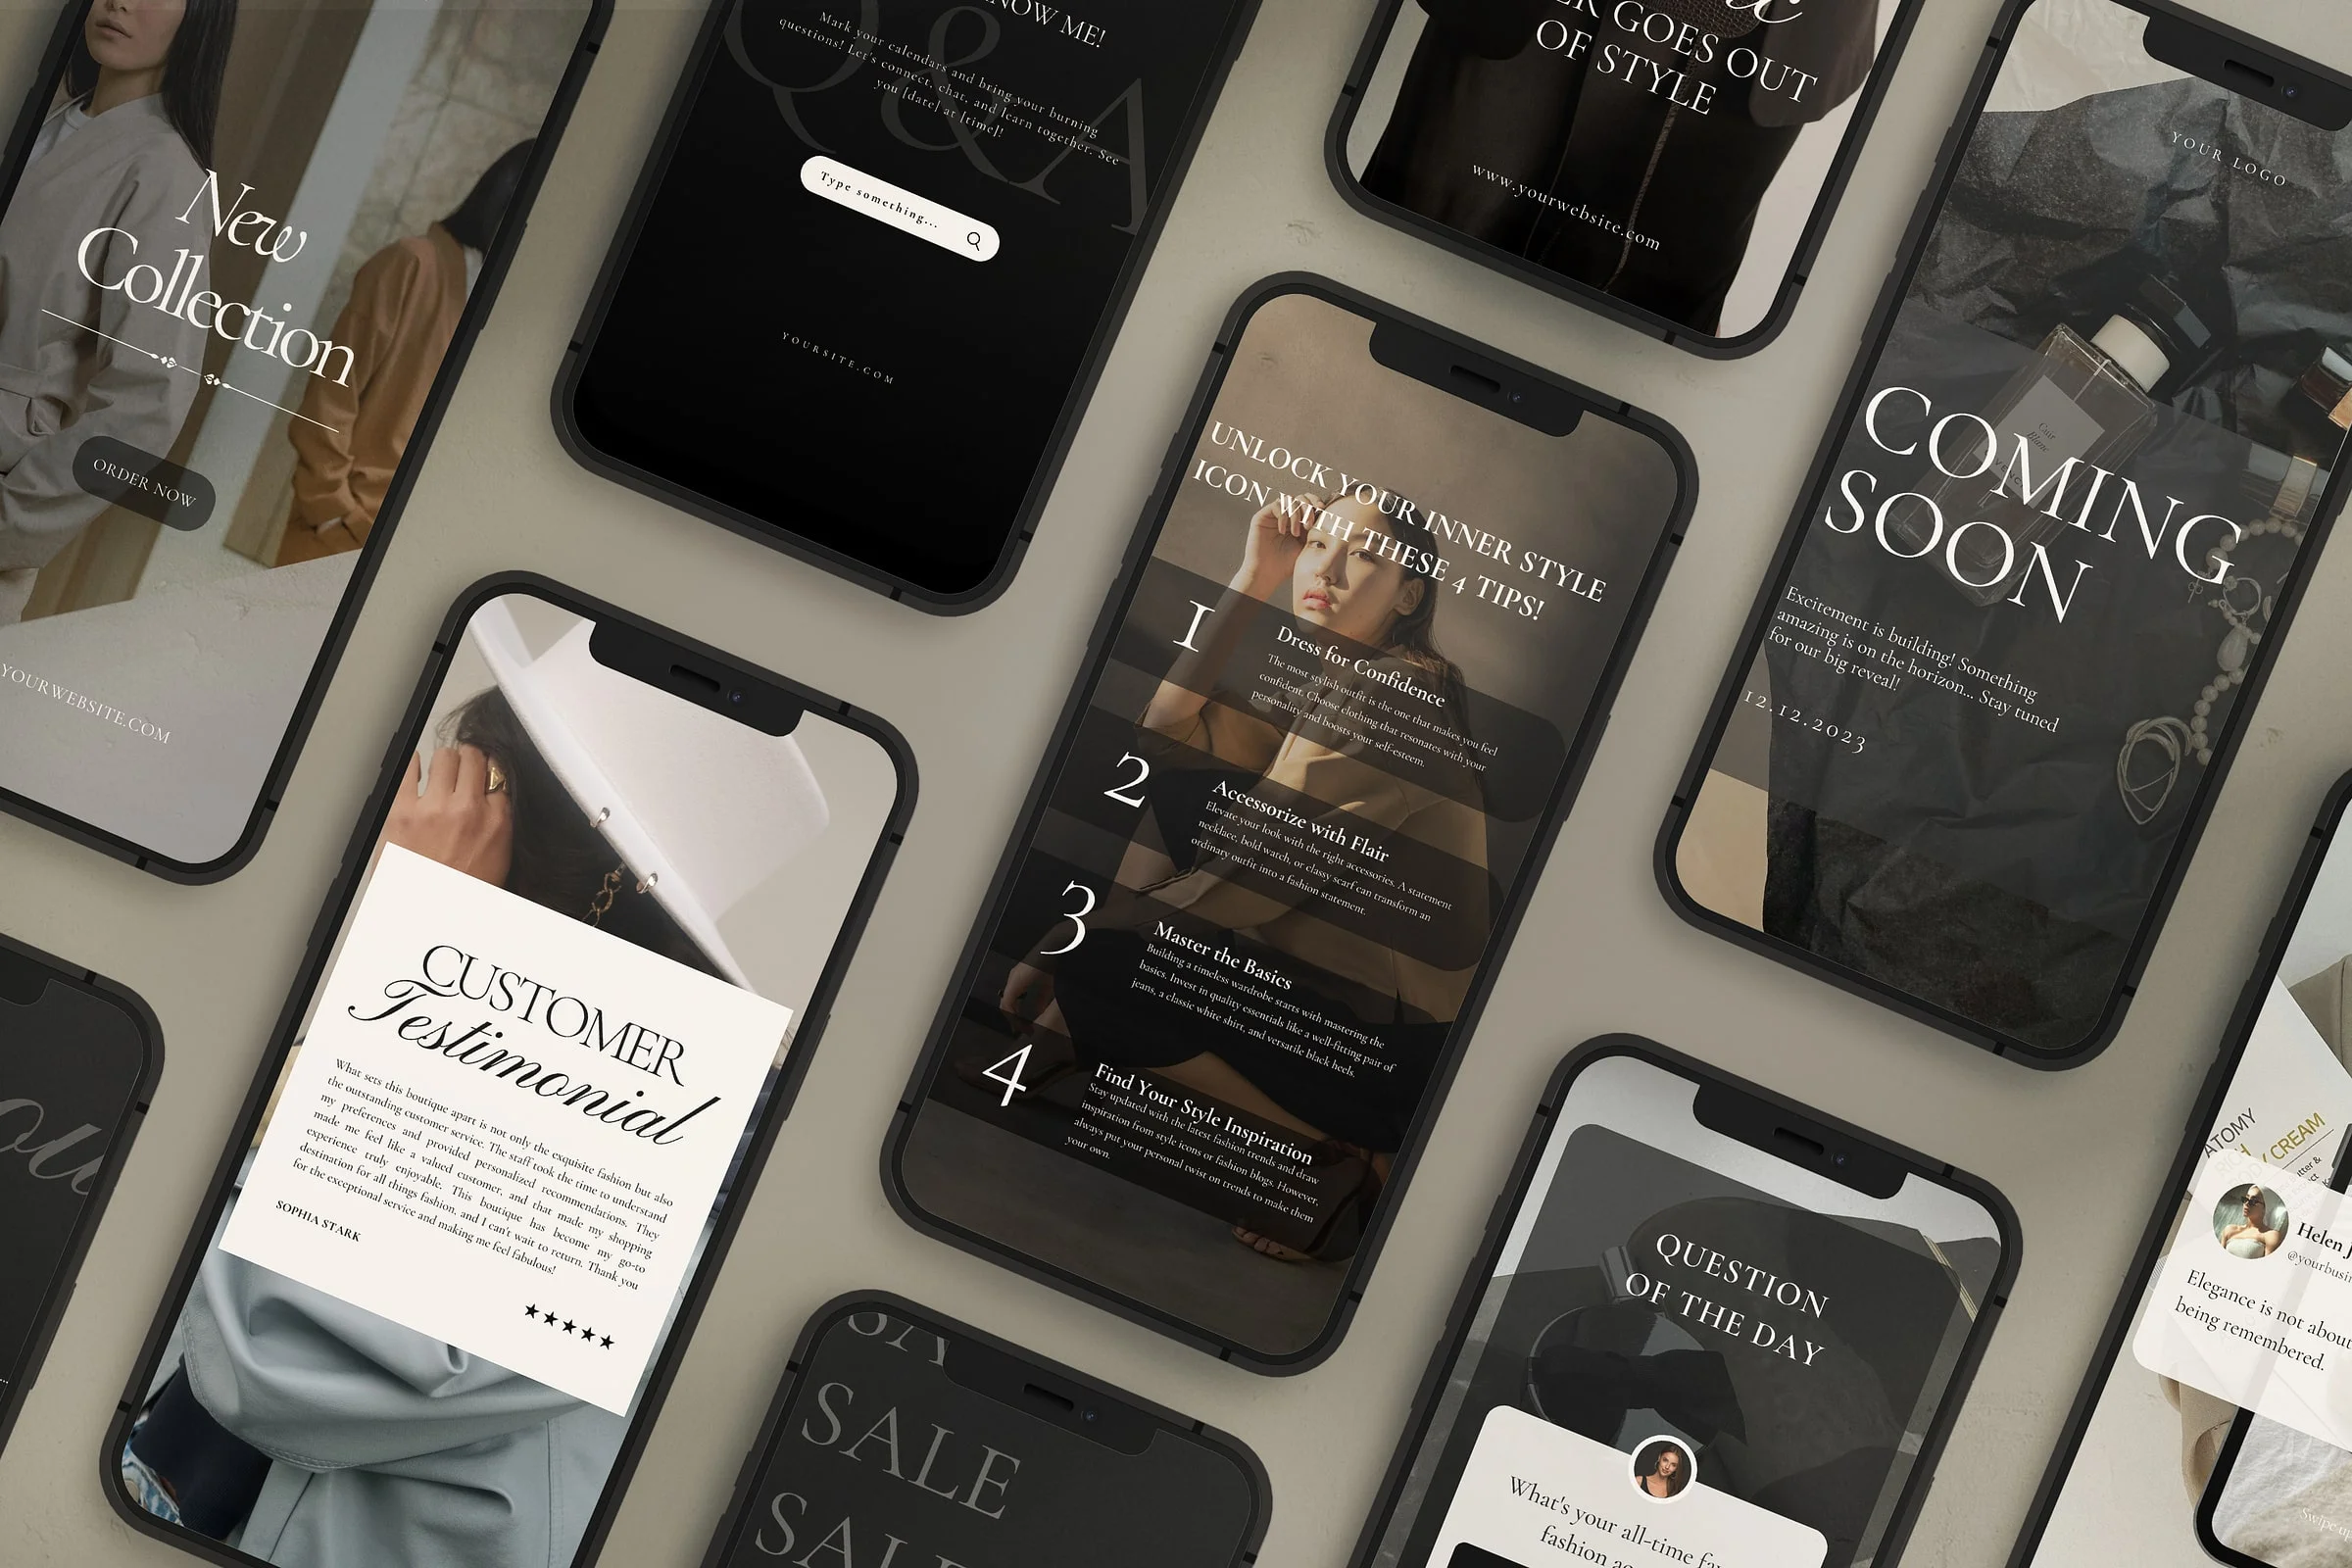 New
Collection
ORDER NOW
YOURWEBSITE.COM
NOW ME!
Q&A
Mark your calendars and bring your burning
questions! Let's connect, chat, and learn together. See
you [date] at [time]!
Type something...
YOURSITE.COM
GOES OUT
OF STYLE
www.yourwebsite.com
YOUR LOGO
COMING
SOON
Excitement is building! Something
amazing is on the horizon... Stay tuned
for our big reveal!
12.12.2023
UNLOCK YOUR INNER STYLE
ICON WITH THESE 4 TIPS!
1
Dress for Confidence
The most stylish outfit is the one that makes you feel
confident. Choose clothing that resonates with your
personality and boosts your self-esteem.
2
Accessorize with Flair
Elevate your look with the right accessories. A statement
necklace, bold watch, or classy scarf can transform an
ordinary outfit into a fashion statement.
3
Master the Basics
Building a timeless wardrobe starts with mastering the
basics. Invest in quality essentials like a well-fitting pair of
jeans, a classic white shirt, and versatile black heels.
4
Find Your Style Inspiration
Stay updated with the latest fashion trends and draw
inspiration from style icons or fashion blogs. However,
always put your personal twist on trends to make them
your own.
CUSTOMER
Testimonial
What sets this boutique apart is not only the exquisite fashion but also
the outstanding customer service. The staff took the time to understand
my preferences and provided personalized recommendations. They
made me feel like a valued customer, and that made my shopping
experience truly enjoyable. This boutique has become my go-to
destination for all things fashion, and I can't wait to return. Thank you
for the exceptional service and making me feel fabulous!
SOPHIA STARK
★★★★★
SALE
SALE
QUESTION
OF THE DAY
What's your all-time fa
fashion ac
ATOMY
CREAM
Helen J
@yourbusin
Elegance is not about
being remembered.
Swipe up